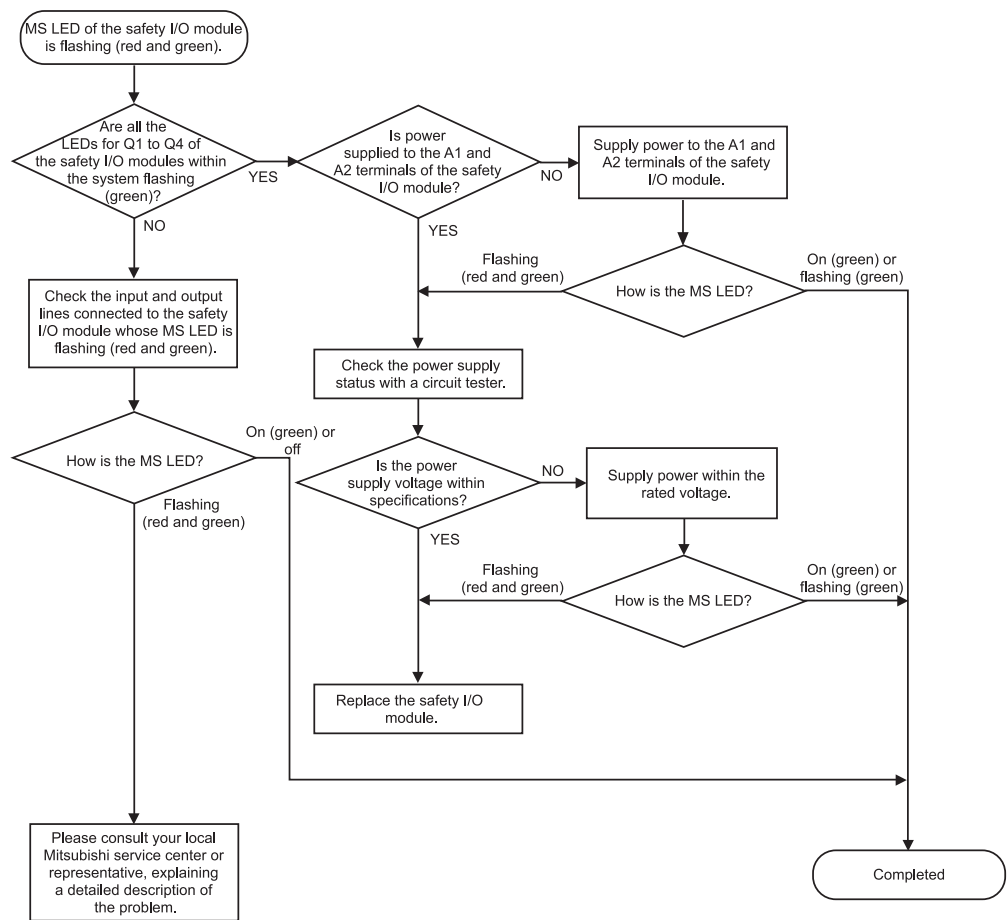 MS LED of the safety I/O module
is flashing (red and green).
Are all the
LEDs for Q1 to Q4 of
the safety I/O modules within
the system flashing
(green)?
YES
NO
Is
power
supplied to the A1 and
A2 terminals of the safety
I/O module?
NO
YES
Supply power to the A1 and
and A2 terminals of the safety
I/O module.
Flashing
(red and green)
How is the MS LED?
On (green) or
flashing (green)
Check the input and output
lines connected to the safety
I/O module whose MS LED is
flashing (red and green).
Check the power supply
status with a circuit tester.
How is the MS LED?
On (green) or
off
Flashing
(red and green)
Is the power
supply voltage within
specifications?
NO
YES
Supply power within the
rated voltage.
Flashing
(red and green)
How is the MS LED?
On (green) or
flashing (green)
Replace the safety I/O
module.
Please consult your local
Mitsubishi service center or
representative, explaining
a detailed description of
the problem.
Completed